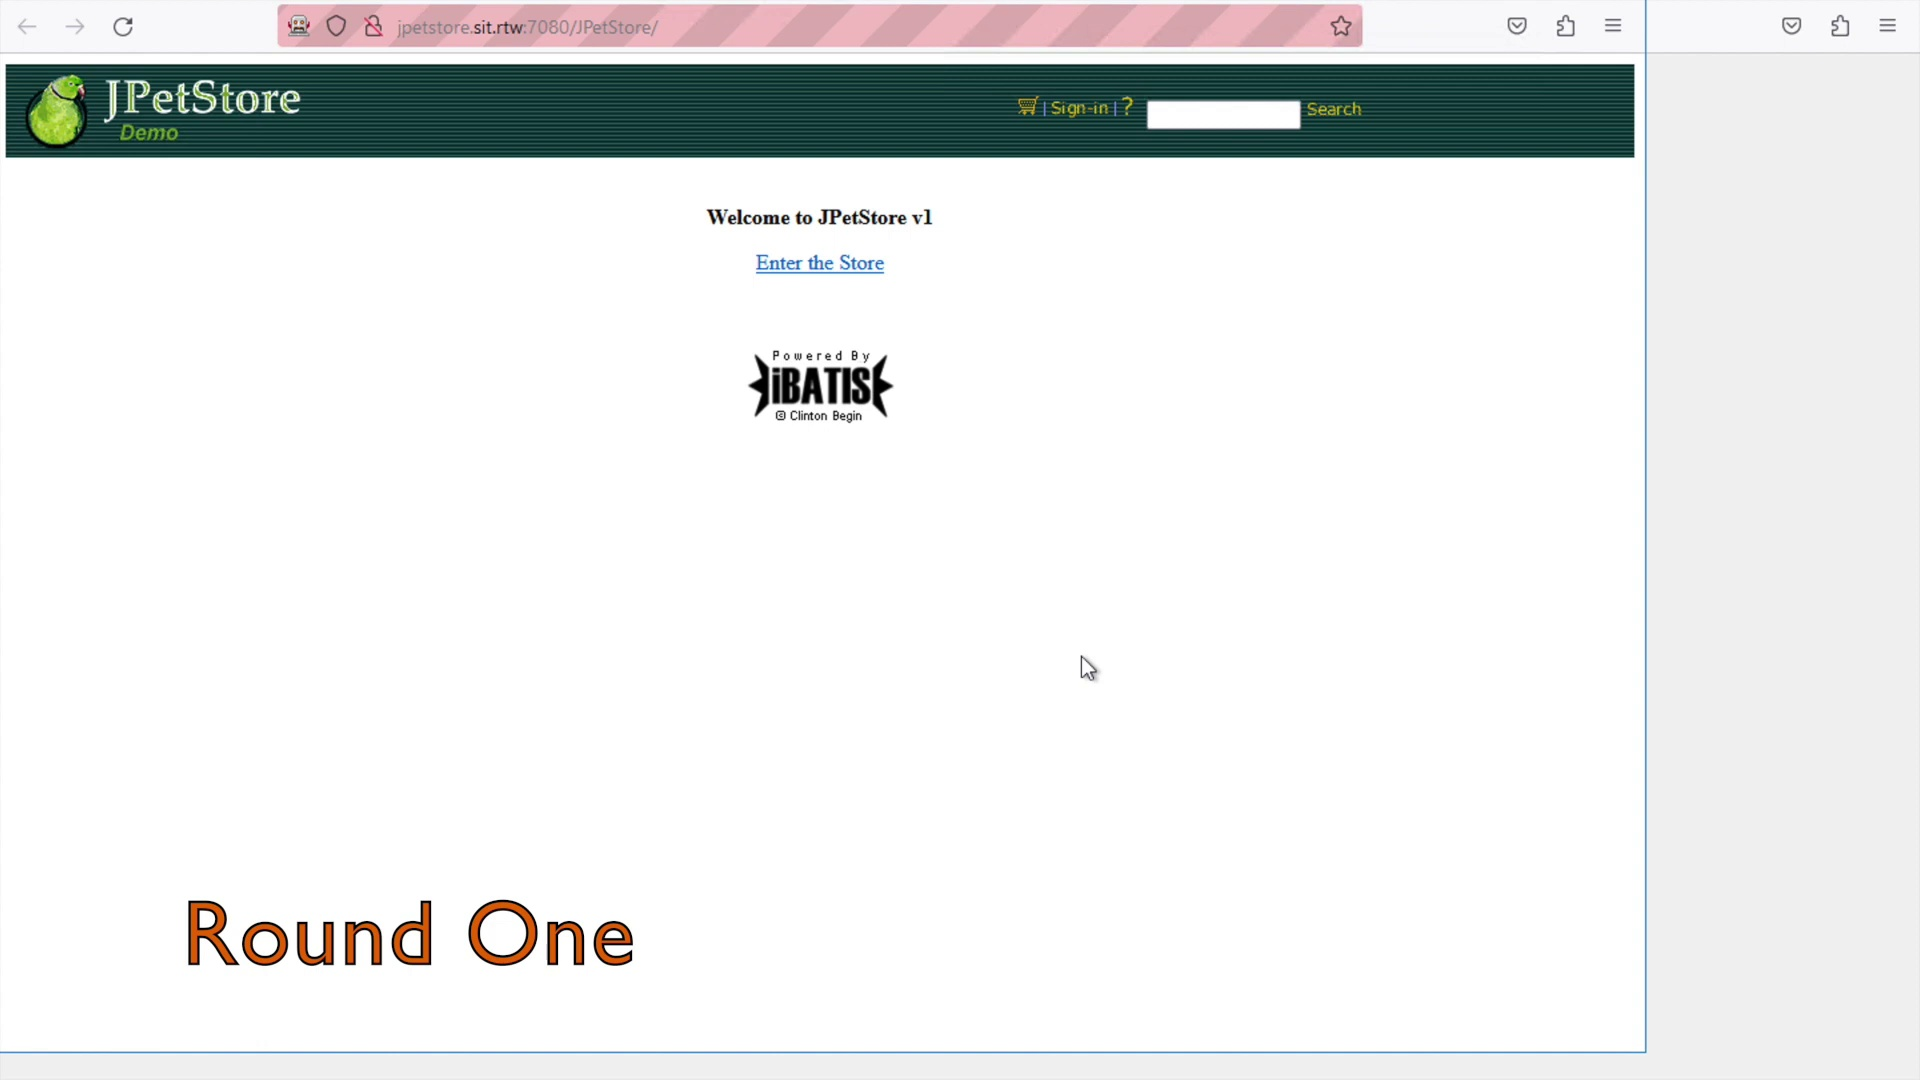 jpetstore.sit.rtw:7080/JPetStore/
JPetStore
Demo
| Sign-in | ?
Search
Welcome to JPetStore v1
Enter the Store
Powered By
iBATIS
© Clinton Begin
Round One